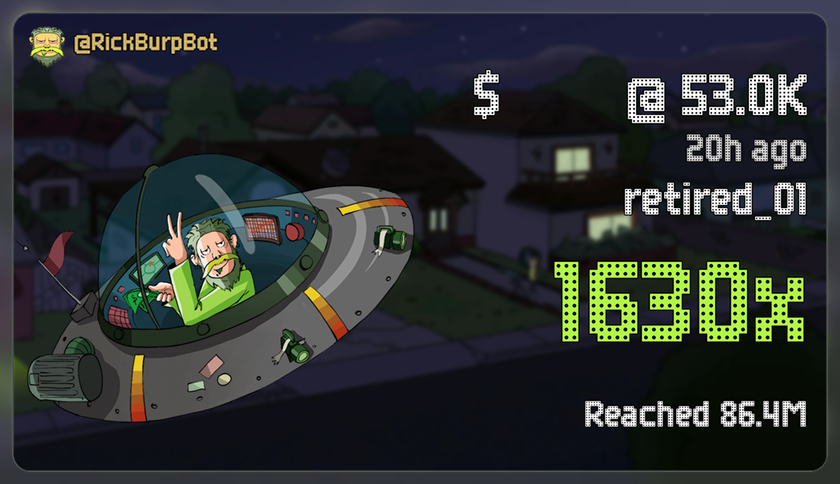 @RickBurpBot
$ @ 53.0K
20h ago
retired_01
1630x
Reached 86.4M